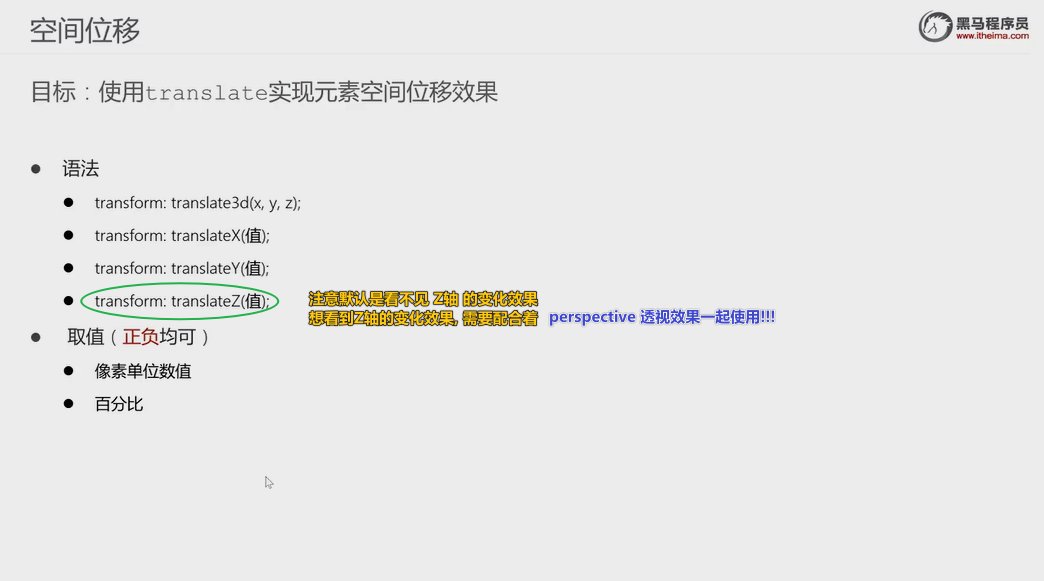 空间位移
黑马程序员
www.itheima.com
目标：使用translate实现元素空间位移效果
语法
transform: translate3d(x, y, z);
transform: translateX(值);
transform: translateY(值);
transform: translateZ(值);
注意默认是看不见 Z轴 的变化效果
想看到Z轴的变化效果, 需要配合着 perspective 透视效果一起使用!!!
取值（正负均可）
像素单位数值
百分比